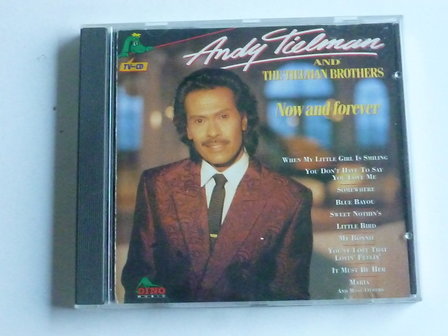 Andy Tielman
AND
THE TIELMAN BROTHERS
TV-CD
Now and forever
WHEN MY LITTLE GIRL IS SMILING
YOU DON'T HAVE TO SAY
YOU LOVE ME
SOMEWHERE
BLUE BAYOU
SWEET NOTHIN'S
LITTLE BIRD
MY BONNIE
YOU'VE LOST THAT
LOVIN' FEELIN'
IT MUST BE HIM
MARIA
AND MANY OTHERS
DINO
MUSIC